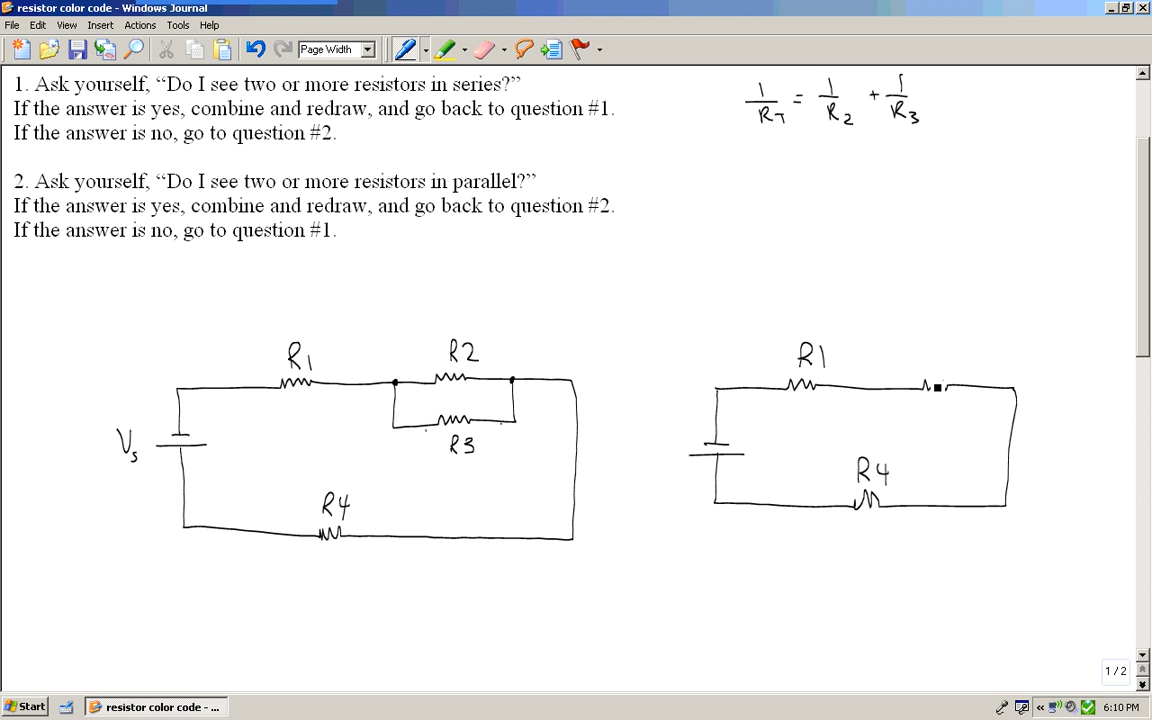 resistor color code - Windows Journal
File Edit View Insert Actions Tools Help
Page Width
1. Ask yourself, “Do I see two or more resistors in series?”
If the answer is yes, combine and redraw, and go back to question #1.
If the answer is no, go to question #2.
2. Ask yourself, “Do I see two or more resistors in parallel?”
If the answer is yes, combine and redraw, and go back to question #2.
If the answer is no, go to question #1.
1/RT = 1/R2 + 1/R3
R1
R2
R3
Vs
R4
R1
R4
1 / 2
Start
resistor color code - ...
«
6:10 PM